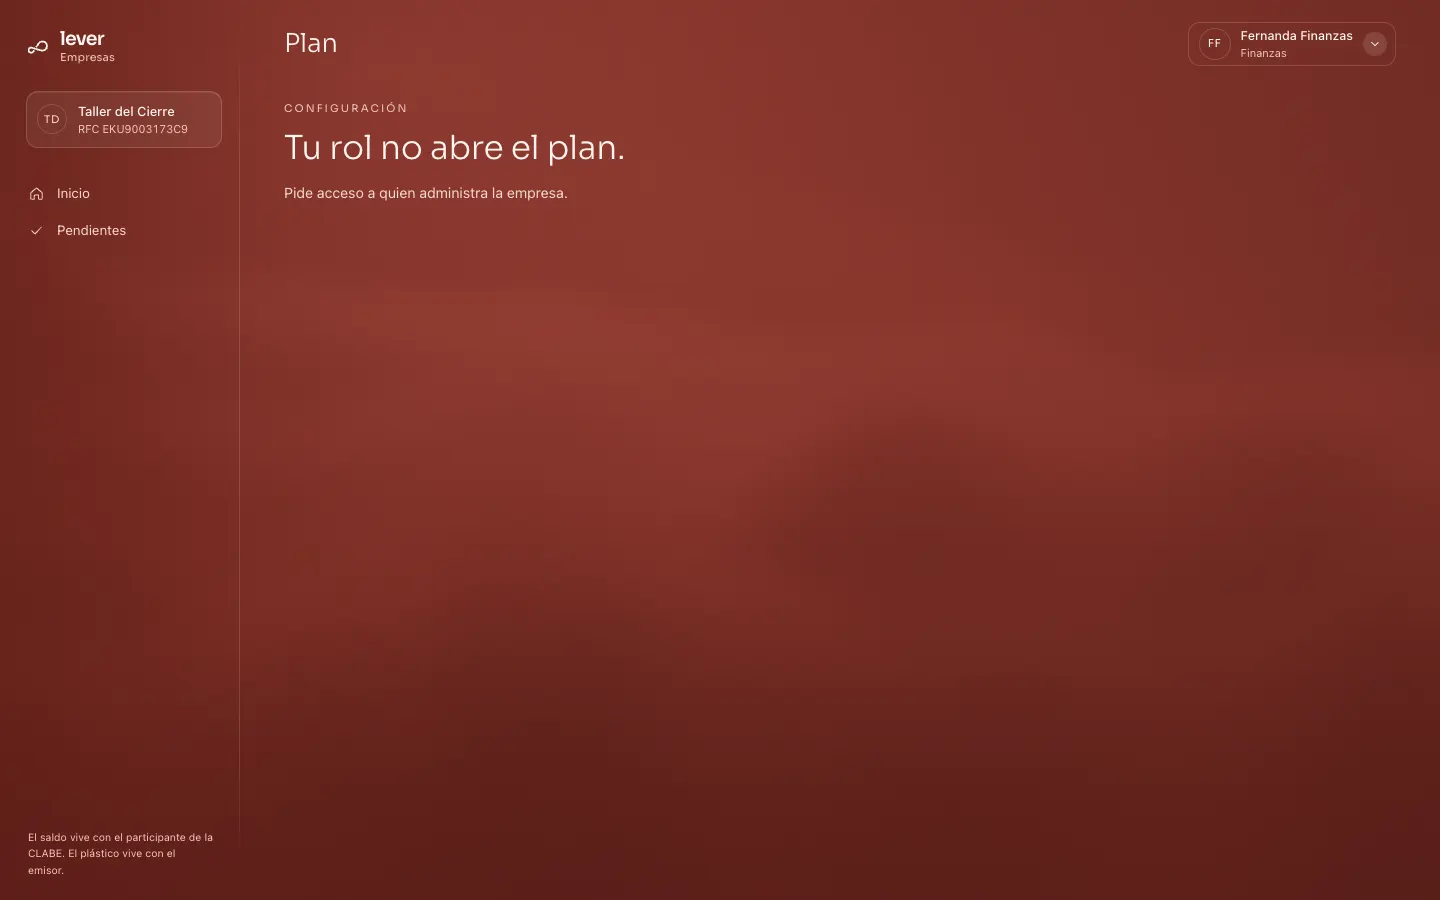 lever
Empresas
TD
Taller del Cierre
RFC EKU9003173C9
Inicio
Pendientes
El saldo vive con el participante de la
CLABE. El plástico vive con el
emisor.
Plan
FF
Fernanda Finanzas
Finanzas
CONFIGURACIÓN
Tu rol no abre el plan.
Pide acceso a quien administra la empresa.